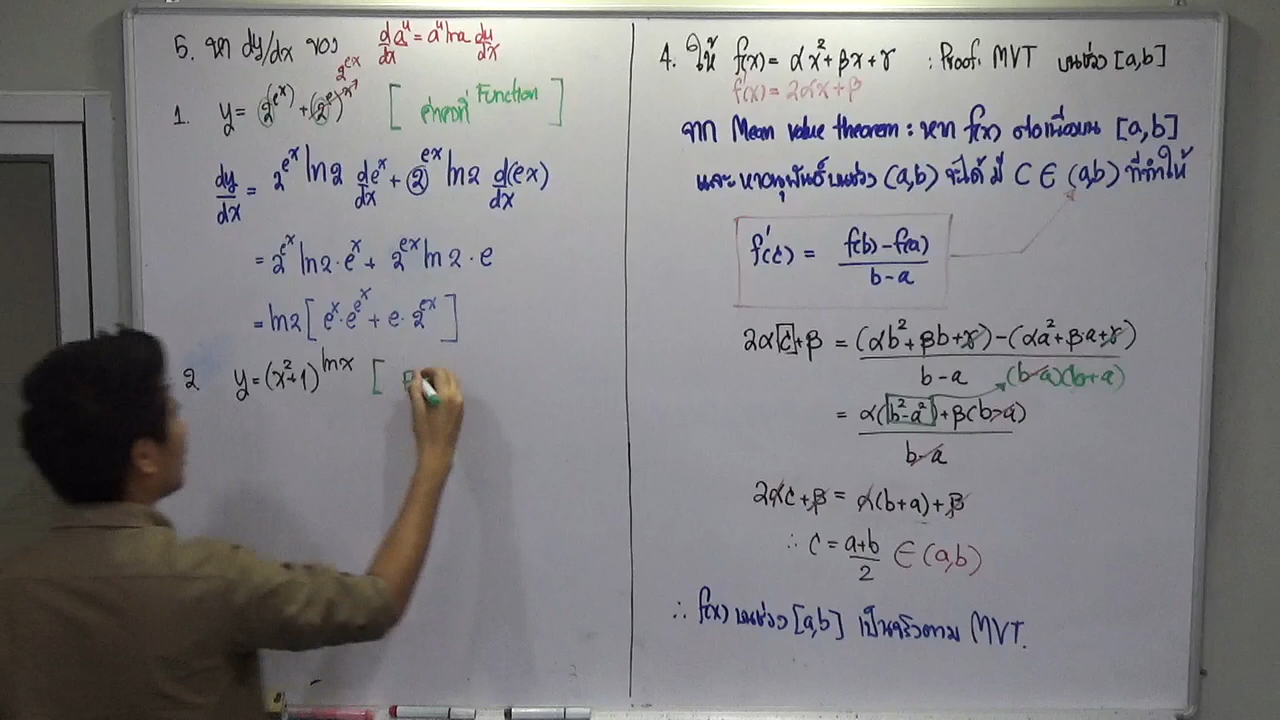 5. หา dy/dx ของ
d/dx a^u = a^u ln a du/dx
1. y = 2^(e^x) + (2^e)^x → 2^ex
[ ค่าคงที่ Function ]
dy/dx = 2^e^x ln2 de^x/dx + (2)^ex ln2 d(ex)/dx
= 2^e^x ln2 · e^x + 2^ex ln2 · e
= ln2 [ e^x · e^e^x + e · 2^ex ]
2 y = (x²+1)^lnx [
4. ให้ f(x) = αx² + βx + γ : Proof. MVT บนช่วง [a,b]
f'(x) = 2αx + β
จาก Mean value theorem : หาก f(x) ต่อเนื่องบน [a,b]
และหาอนุพันธ์บนช่วง (a,b) จะได้ มี C ∈ (a,b) ที่ทำให้
f'(c) = f(b) - f(a) / b - a
2αc + β = (αb² + βb + γ) - (αa² + βa + γ) / b - a
(b-a)(b+a)
= α(b² - a²) + β(b-a) / b - a
2αc + β = α(b+a) + β
∴ c = a+b / 2 ∈ (a,b)
∴ f(x) บนช่วง [a,b] เป็นจริงตาม MVT.